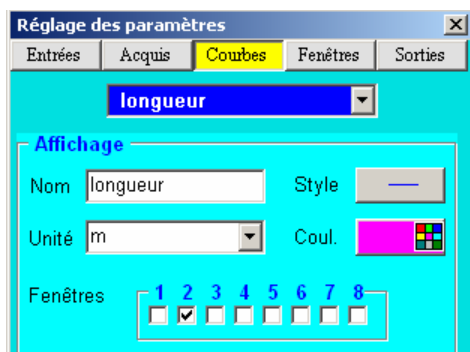 Réglage des paramètres
Entrées Acquis Courbes Fenêtres Sorties
longueur
Affichage
Nom longueur Style
Unité m Coul.
Fenêtres 1 2 3 4 5 6 7 8